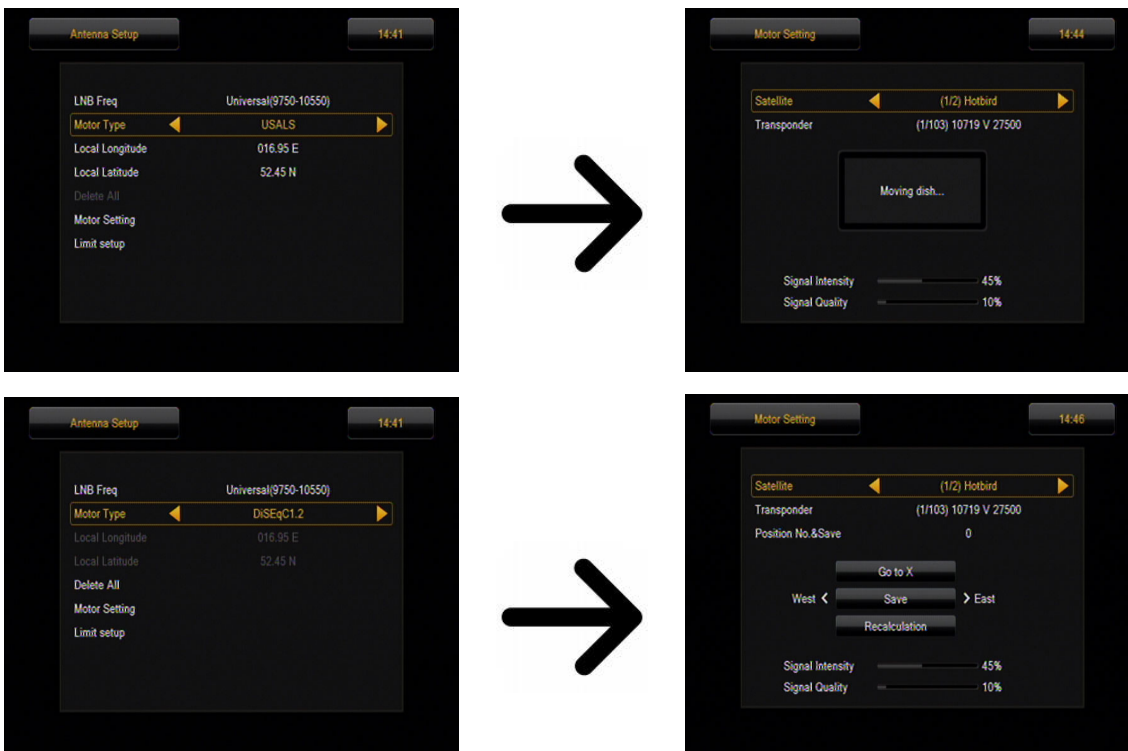 Antenna Setup 14:41
LNB Freq Universal(9750-10550)
Motor Type USALS
Local Longitude 016.95 E
Local Latitude 52.45 N
Delete All
Motor Setting
Limit setup
Motor Setting 14:44
Satellite (1/2) Hotbird
Transponder (1/103) 10719 V 27500
Moving dish...
Signal Intensity 45%
Signal Quality 10%
Antenna Setup 14:41
LNB Freq Universal(9750-10550)
Motor Type DiSEqC1.2
Local Longitude 016.95 E
Local Latitude 52.45 N
Delete All
Motor Setting
Limit setup
Motor Setting 14:46
Satellite (1/2) Hotbird
Transponder (1/103) 10719 V 27500
Position No.&Save 0
Go to X
West < Save > East
Recalculation
Signal Intensity 45%
Signal Quality 10%